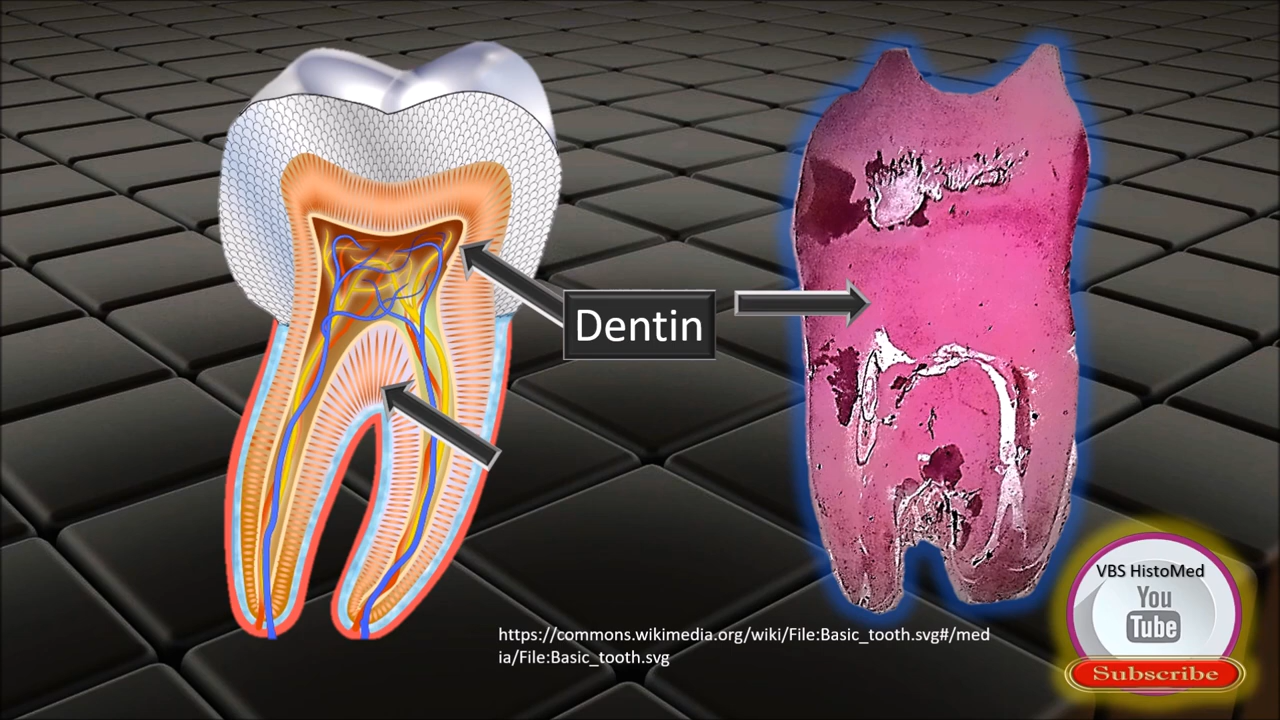 Dentin
https://commons.wikimedia.org/wiki/File:Basic_tooth.svg#/med
ia/File:Basic_tooth.svg
VBS HistoMed
You
Tube
Subscribe